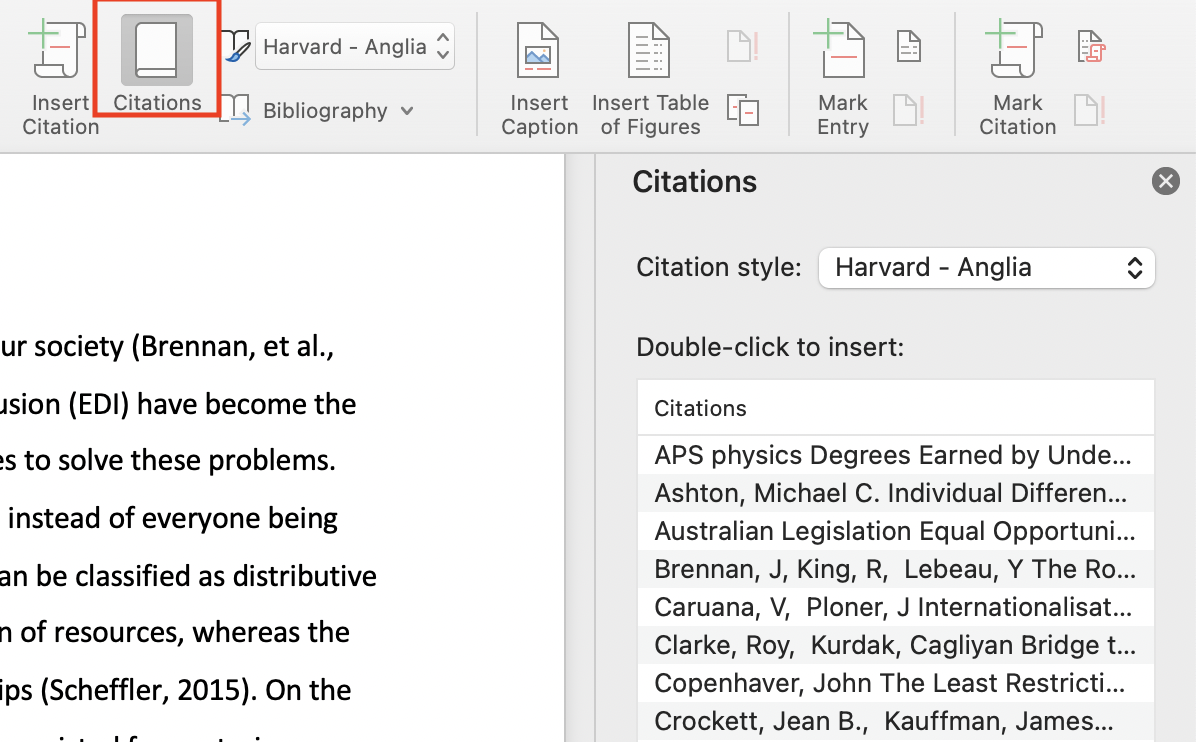 Insert
Citation
Citations
Harvard - Anglia
Bibliography
Insert
Caption
Insert Table
of Figures
Mark
Entry
Mark
Citation
ur society (Brennan, et al.,
usion (EDI) have become the
es to solve these problems.
instead of everyone being
an be classified as distributive
n of resources, whereas the
ips (Scheffler, 2015). On the
Citations
Citation style: Harvard - Anglia
Double-click to insert:
Citations
APS physics Degrees Earned by Unde...
Ashton, Michael C. Individual Differen...
Australian Legislation Equal Opportuni...
Brennan, J, King, R, Lebeau, Y The Ro...
Caruana, V, Ploner, J Internationalisat...
Clarke, Roy, Kurdak, Cagliyan Bridge t...
Copenhaver, John The Least Restricti...
Crockett, Jean B., Kauffman, James...